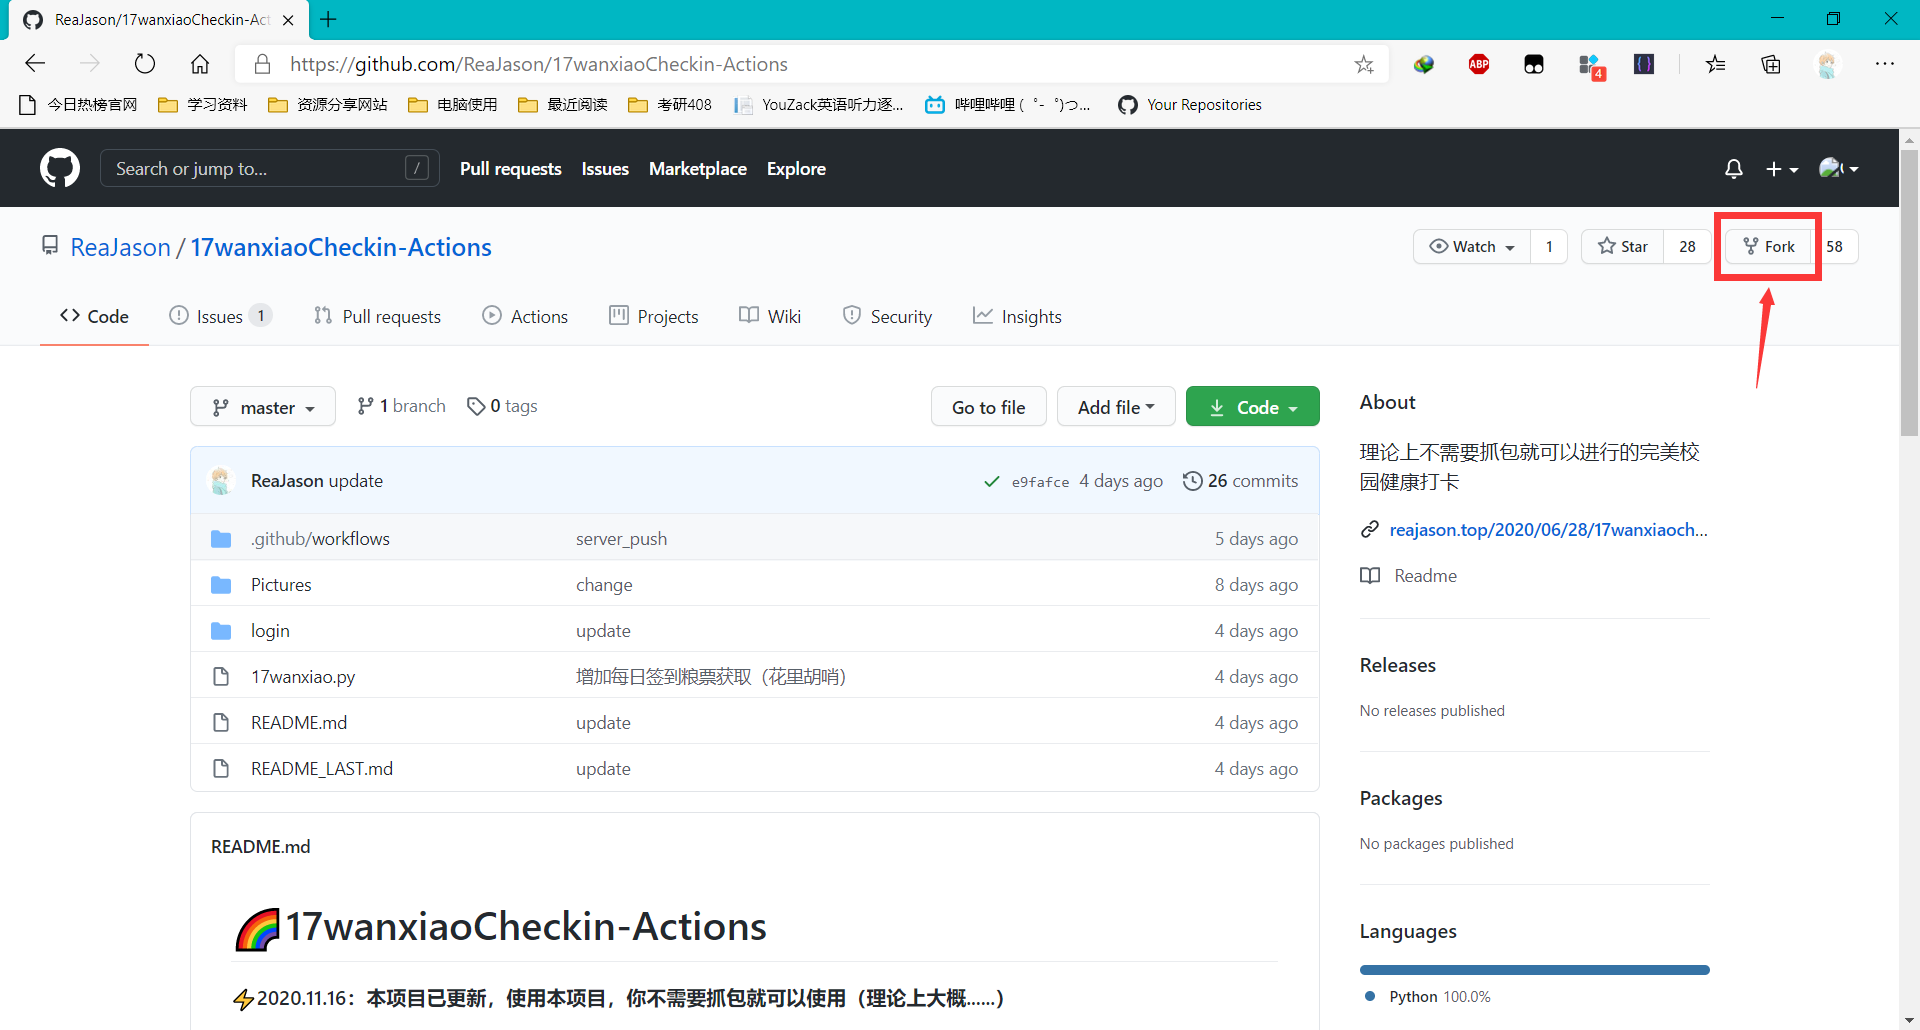 ReaJason/17wanxiaoCheckin-Act
https://github.com/ReaJason/17wanxiaoCheckin-Actions
ABP
4
今日热榜官网 学习资料 资源分享网站 电脑使用 最近阅读 考研408 YouZack英语听力逐... 哔哩哔哩 ( ゜- ゜)つ... Your Repositories
Search or jump to... / Pull requests Issues Marketplace Explore
ReaJason / 17wanxiaoCheckin-Actions
Watch 1 Star 28 Fork 58
Code Issues 1 Pull requests Actions Projects Wiki Security Insights
master 1 branch 0 tags Go to file Add file Code
ReaJason update e9fafce 4 days ago 26 commits
.github/workflows server_push 5 days ago
Pictures change 8 days ago
login update 4 days ago
17wanxiao.py 增加每日签到粮票获取（花里胡哨） 4 days ago
README.md update 4 days ago
README_LAST.md update 4 days ago
README.md
17wanxiaoCheckin-Actions
2020.11.16：本项目已更新，使用本项目，你不需要抓包就可以使用（理论上大概......）
About
理论上不需要抓包就可以进行的完美校
园健康打卡
reajason.top/2020/06/28/17wanxiaoch...
Readme
Releases
No releases published
Packages
No packages published
Languages
Python 100.0%